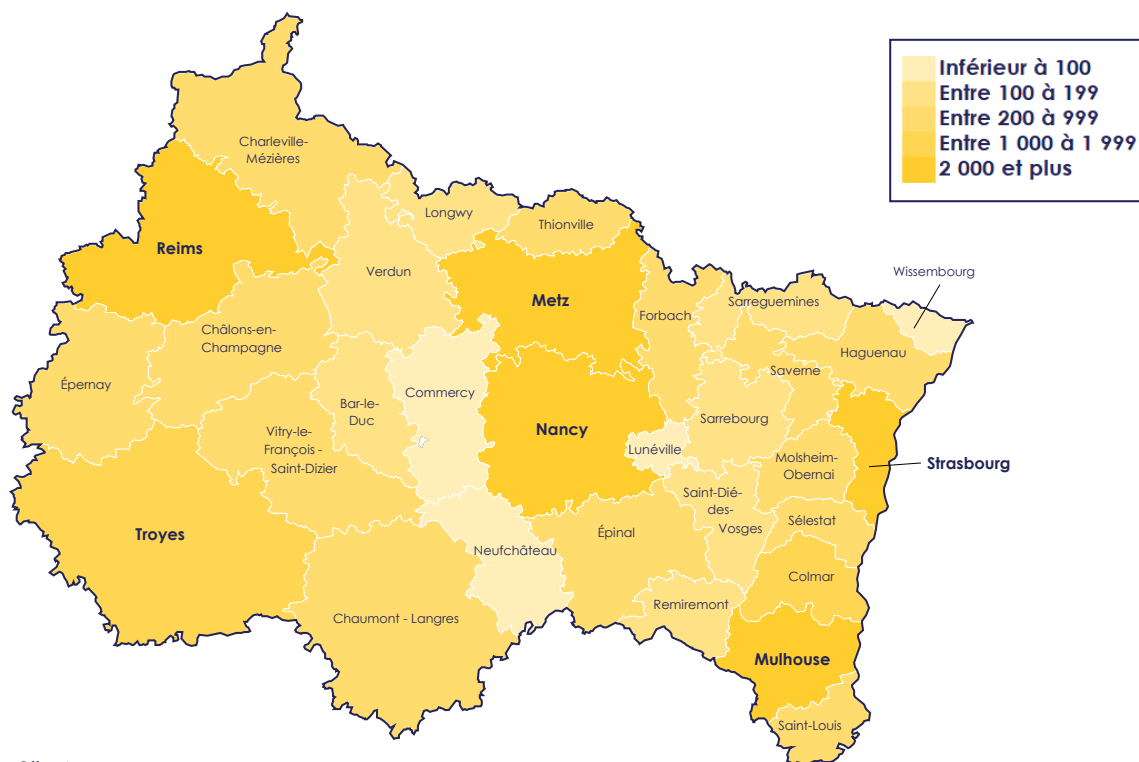 Inférieur à 100
Entre 100 à 199
Entre 200 à 999
Entre 1 000 à 1 999
2 000 et plus
Charleville-
Mézières
Longwy
Thionville
Reims
Verdun
Metz
Wissembourg
Sarreguemines
Forbach
Châlons-en-
Champagne
Haguenau
Saverne
Épernay
Commercy
Bar-le-
Duc
Sarrebourg
Nancy
Vitry-le-
François -
Saint-Dizier
Lunéville
Molsheim-
Obernai
Strasbourg
Saint-Dié-
des-
Vosges
Sélestat
Troyes
Épinal
Neufchâteau
Colmar
Remiremont
Chaumont - Langres
Mulhouse
Saint-Louis